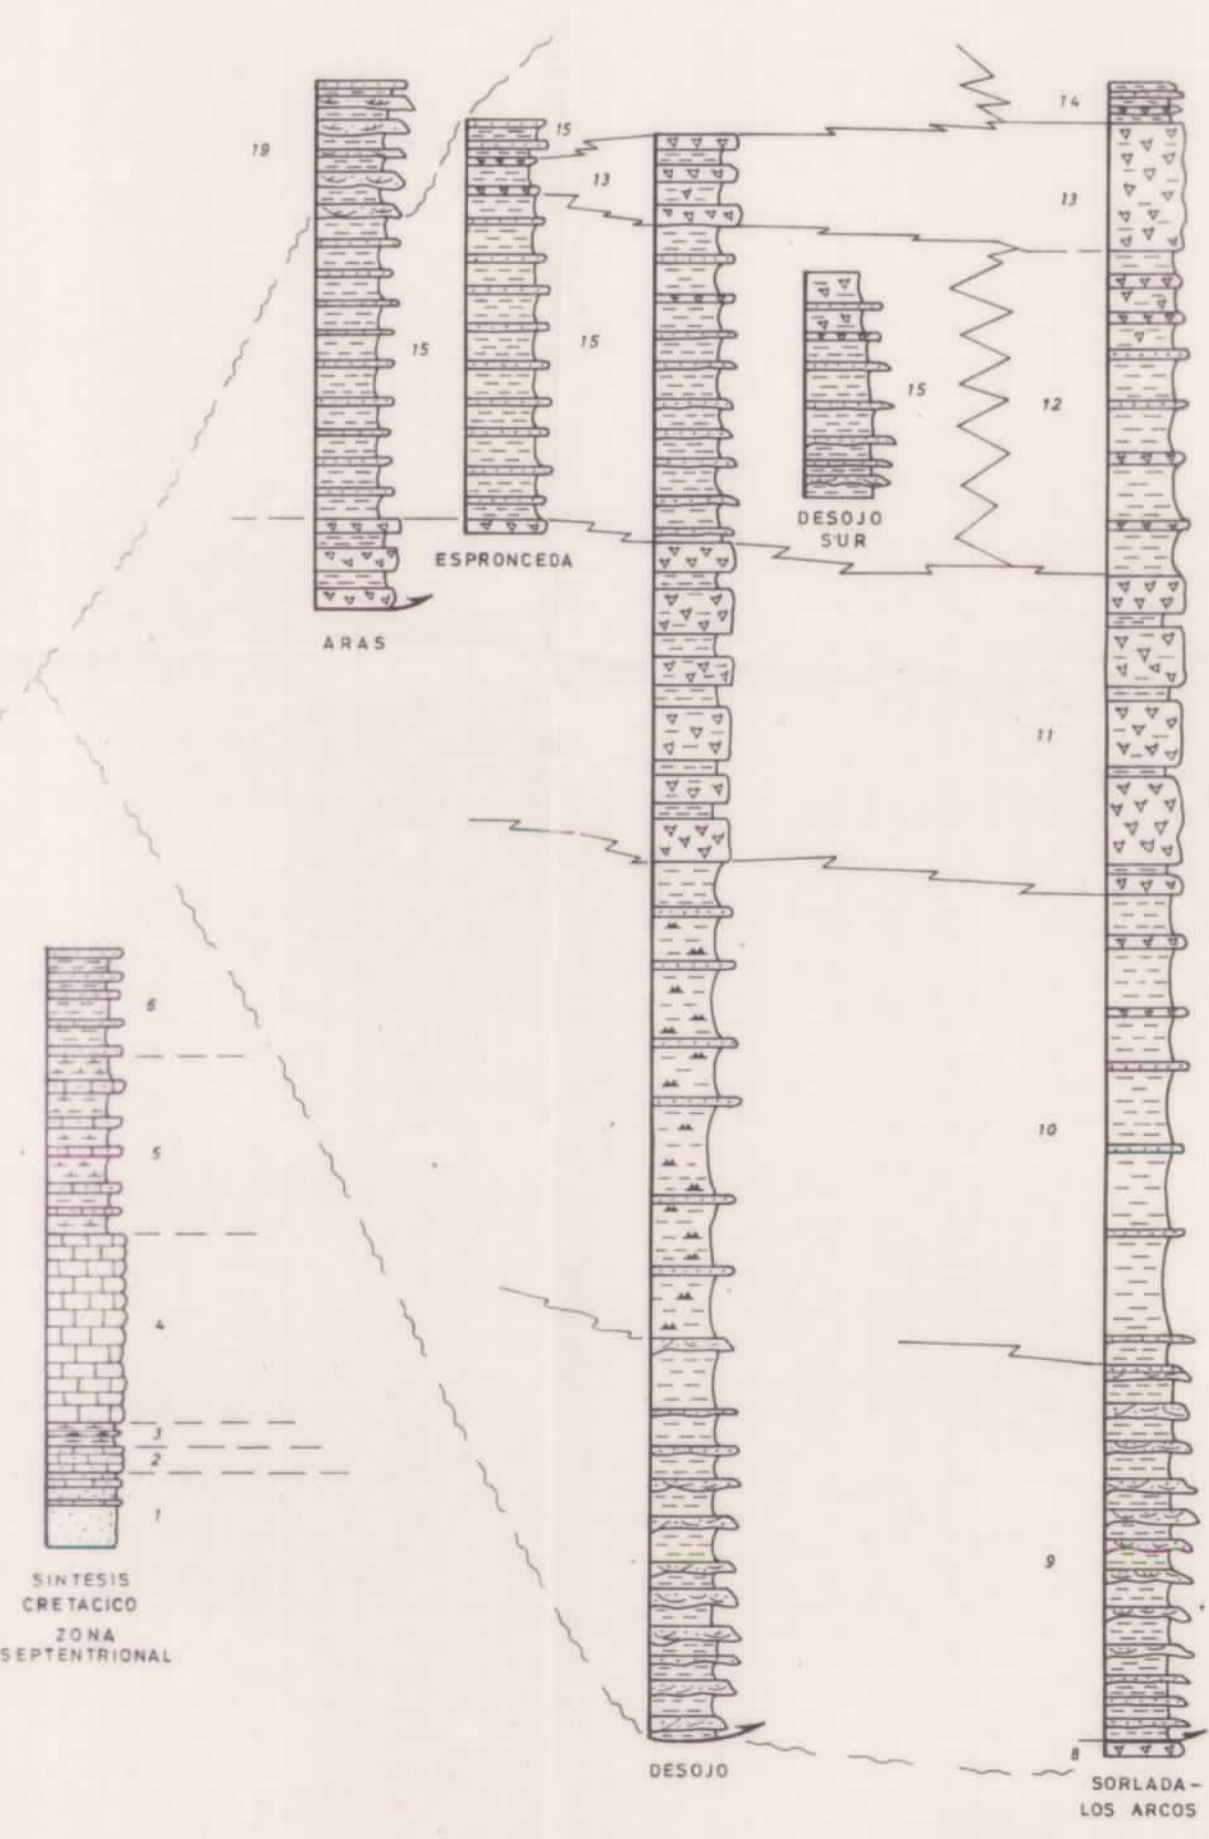 14
19
15
13
13
15
15
15
12
DESOJO
SUR
ESPRONCEDA
ARAS
11
6
10
5
4
3
2
1
9
SINTESIS
CRETACICO
ZONA
SEPTENTRIONAL
8
DESOJO
SORLADA-
LOS ARCOS